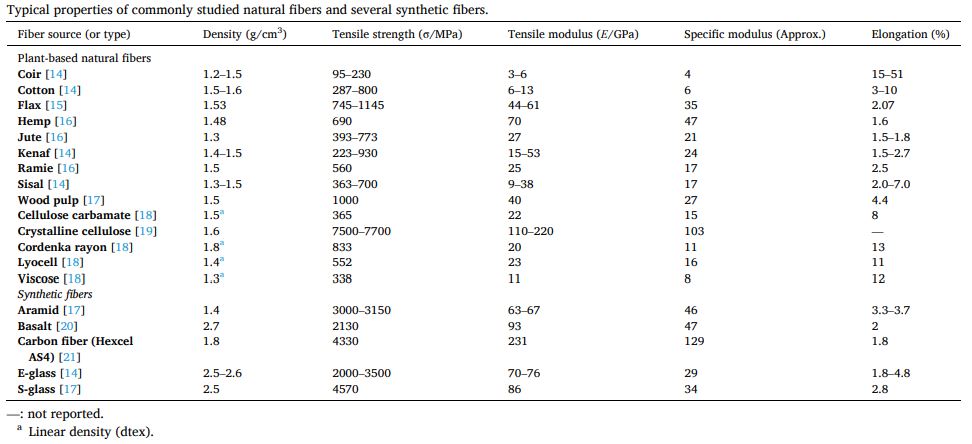 Typical properties of commonly studied natural fibers and several synthetic fibers.
Fiber source (or type) Density (g/cm³) Tensile strength (σ/MPa) Tensile modulus (E/GPa) Specific modulus (Approx.) Elongation (%)
Plant-based natural fibers
Coir [14] 1.2–1.5 95–230 3–6 4 15–51
Cotton [14] 1.5–1.6 287–800 6–13 6 3–10
Flax [15] 1.53 745–1145 44–61 35 2.07
Hemp [16] 1.48 690 70 47 1.6
Jute [16] 1.3 393–773 27 21 1.5–1.8
Kenaf [14] 1.4–1.5 223–930 15–53 24 1.5–2.7
Ramie [16] 1.5 560 25 17 2.5
Sisal [14] 1.3–1.5 363–700 9–38 17 2.0–7.0
Wood pulp [17] 1.5 1000 40 27 4.4
Cellulose carbamate [18] 1.5ᵃ 365 22 15 8
Crystalline cellulose [19] 1.6 7500–7700 110–220 103 —
Cordenka rayon [18] 1.8ᵃ 833 20 11 13
Lyocell [18] 1.4ᵃ 552 23 16 11
Viscose [18] 1.3ᵃ 338 11 8 12
Synthetic fibers
Aramid [17] 1.4 3000–3150 63–67 46 3.3–3.7
Basalt [20] 2.7 2130 93 47 2
Carbon fiber (Hexcel 1.8 4330 231 129 1.8
AS4) [21]
E-glass [14] 2.5–2.6 2000–3500 70–76 29 1.8–4.8
S-glass [17] 2.5 4570 86 34 2.8
—: not reported.
ᵃ Linear density (dtex).